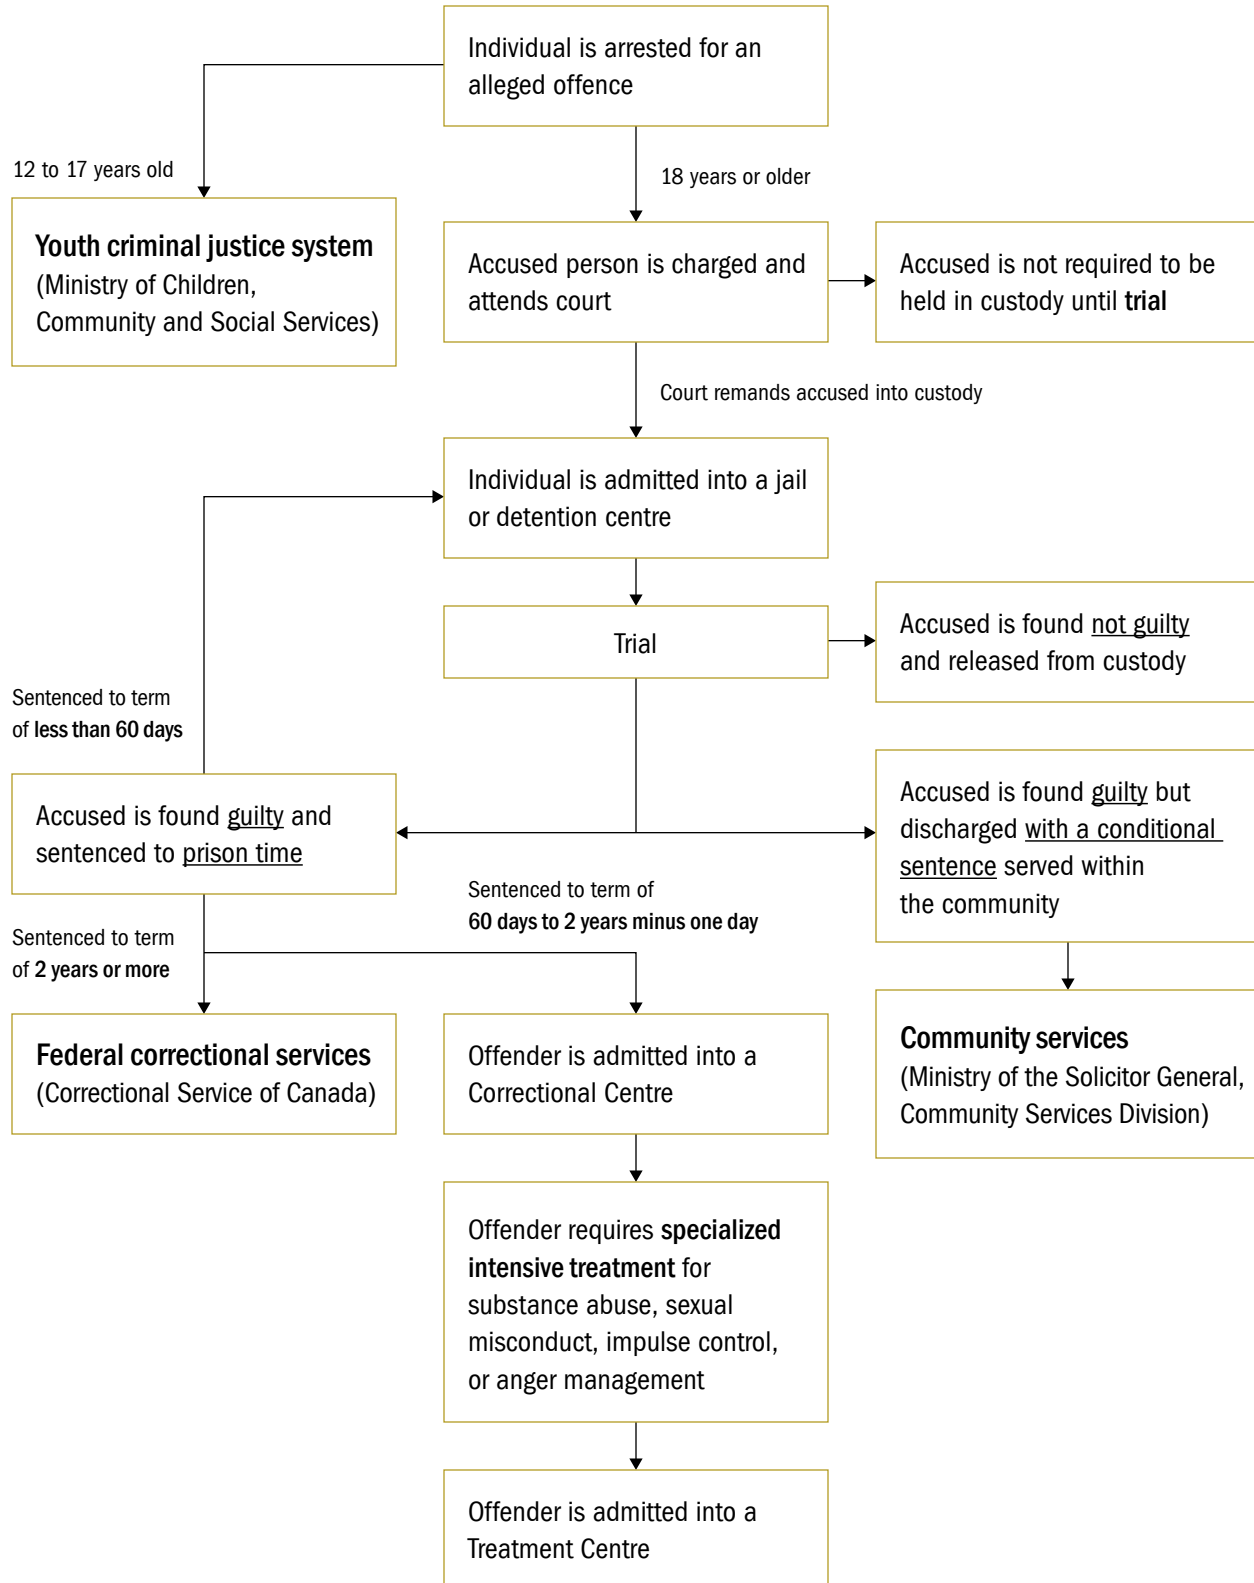 Individual is arrested for an
alleged offence
12 to 17 years old
18 years or older
Youth criminal justice system
(Ministry of Children,
Community and Social Services)
Accused person is charged and
attends court
Accused is not required to be
held in custody until trial
Court remands accused into custody
Individual is admitted into a jail
or detention centre
Trial
Accused is found not guilty
and released from custody
Sentenced to term
of less than 60 days
Accused is found guilty and
sentenced to prison time
Accused is found guilty but
discharged with a conditional
sentence served within
the community
Sentenced to term of
60 days to 2 years minus one day
Sentenced to term
of 2 years or more
Federal correctional services
(Correctional Service of Canada)
Offender is admitted into a
Correctional Centre
Community services
(Ministry of the Solicitor General,
Community Services Division)
Offender requires specialized
intensive treatment for
substance abuse, sexual
misconduct, impulse control,
or anger management
Offender is admitted into a
Treatment Centre